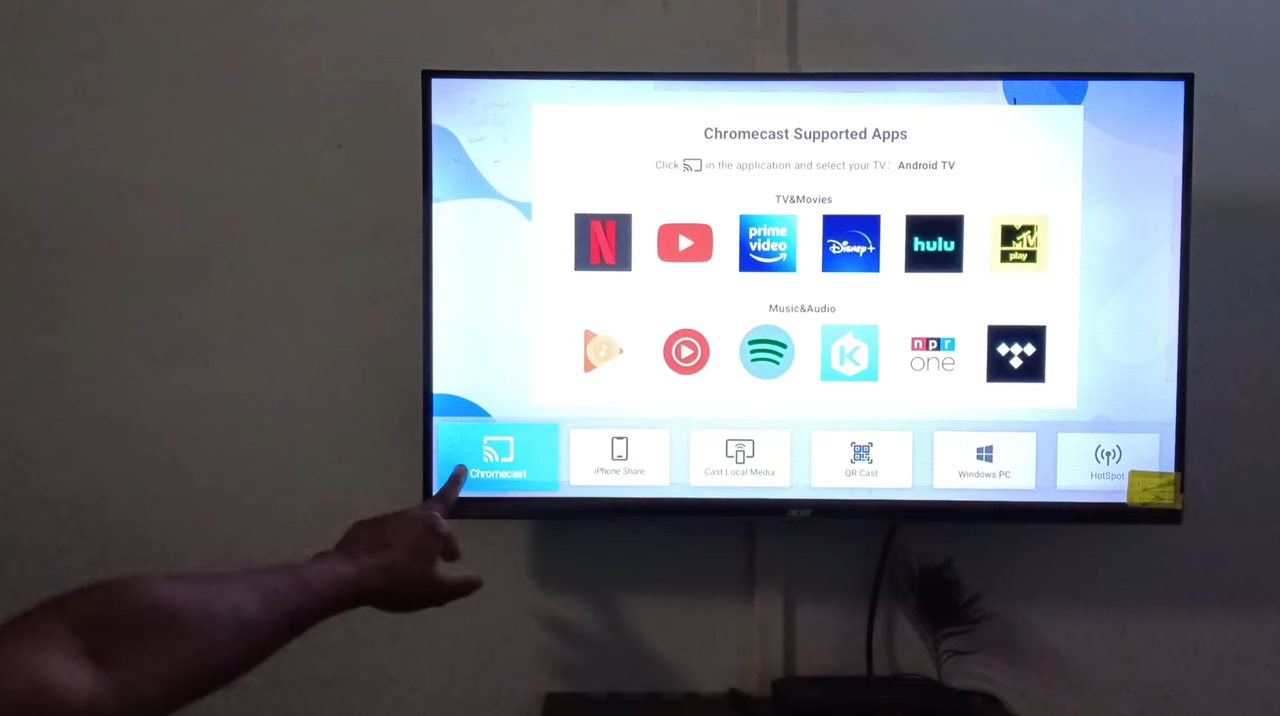 Chromecast Supported Apps
Click in the application and select your TV: Android TV
TV&Movies
N
prime video
Disney+
hulu
MTV play
Music&Audio
K
npr one
Chromecast
iPhone Share
Cast Local Media
QR Cast
Windows PC
HotSpot
acer